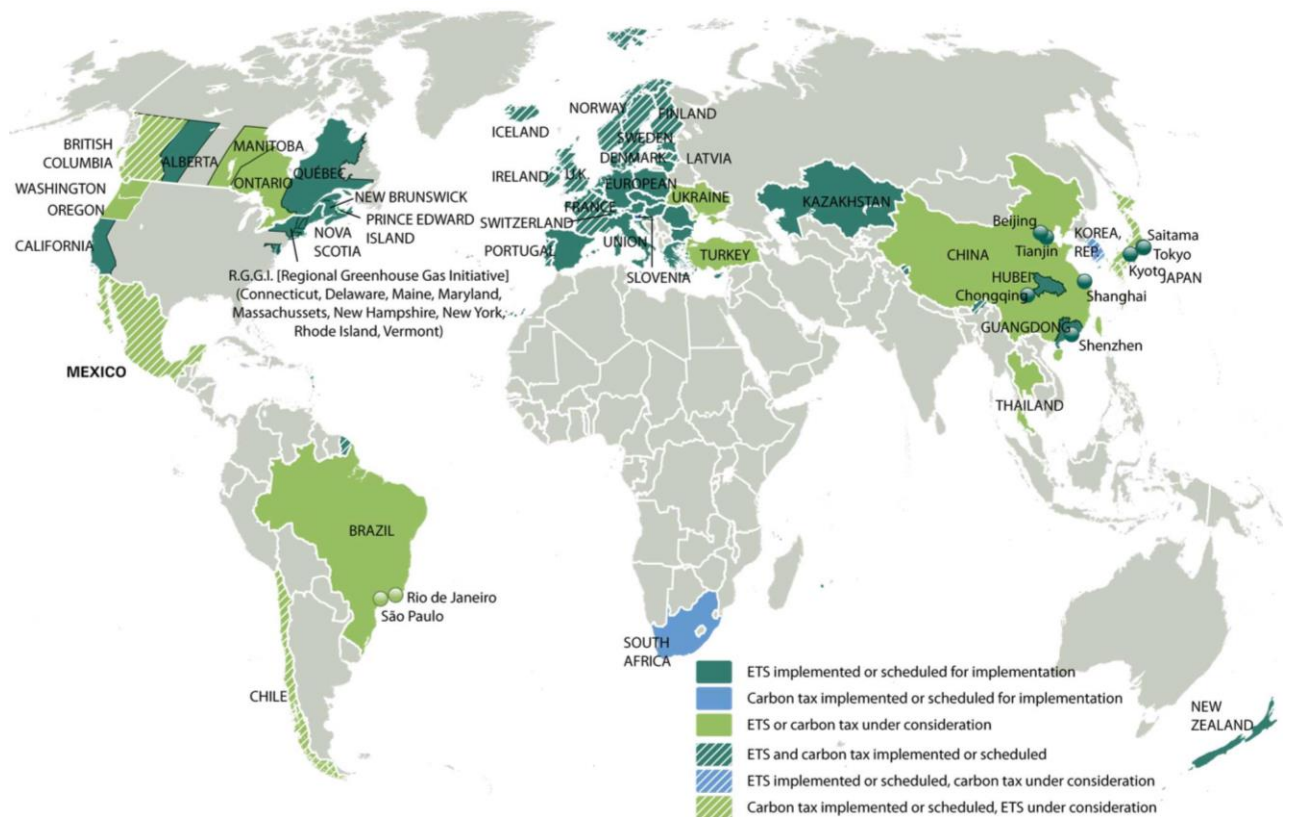 BRITISH
COLUMBIA
ALBERTA
MANITOBA
ONTARIO
QUÉBEC
WASHINGTON
OREGON
CALIFORNIA
NEW BRUNSWICK
PRINCE EDWARD
ISLAND
NOVA
SCOTIA
R.G.G.I. [Regional Greenhouse Gas Initiative]
(Connecticut, Delaware, Maine, Maryland,
Massachussets, New Hampshire, New York,
Rhode Island, Vermont)
MEXICO
BRAZIL
Rio de Janeiro
São Paulo
CHILE
ICELAND
NORWAY
FINLAND
SWEDEN
DENMARK
LATVIA
IRELAND
U.K.
EUROPEAN
UNION
FRANCE
SWITZERLAND
PORTUGAL
SLOVENIA
UKRAINE
TURKEY
KAZAKHSTAN
CHINA
Beijing
Tianjin
HUBEI
Chongqing
GUANGDONG
Shanghai
Shenzhen
KOREA,
REP.
Saitama
Tokyo
Kyoto
JAPAN
THAILAND
SOUTH
AFRICA
NEW
ZEALAND
ETS implemented or scheduled for implementation
Carbon tax implemented or scheduled for implementation
ETS or carbon tax under consideration
ETS and carbon tax implemented or scheduled
ETS implemented or scheduled, carbon tax under consideration
Carbon tax implemented or scheduled, ETS under consideration